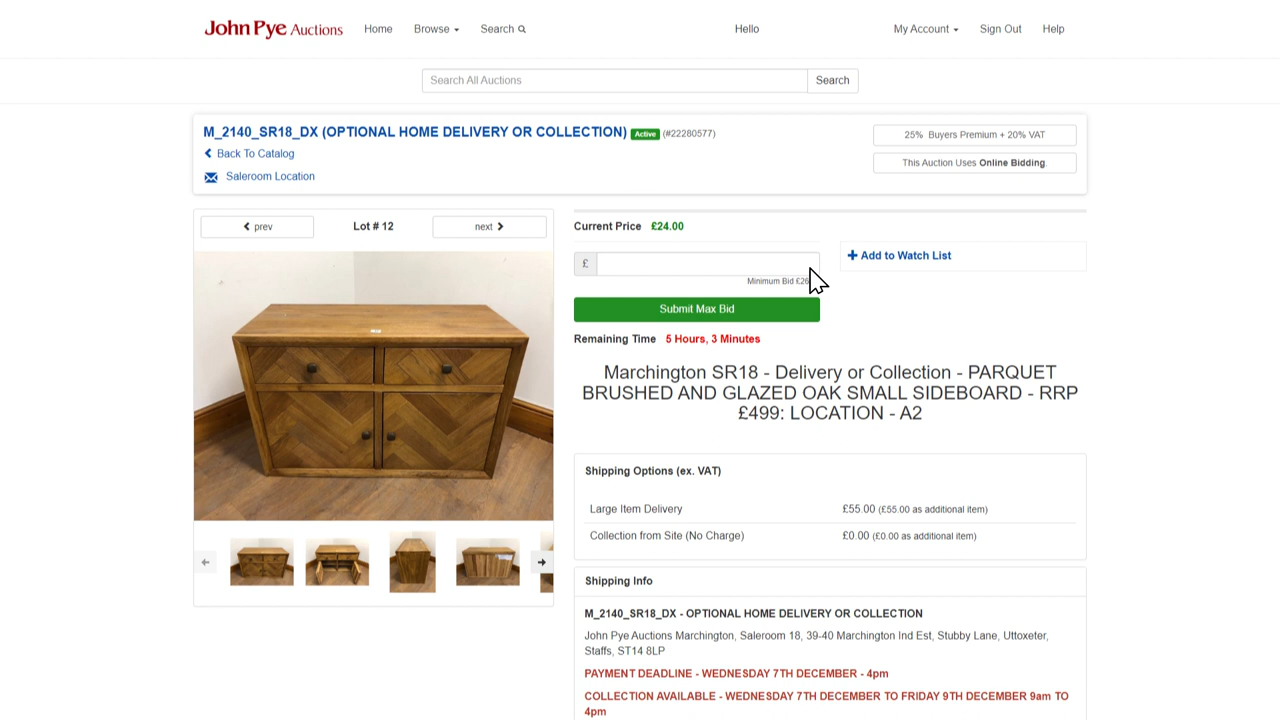 John Pye Auctions Home Browse Search Hello My Account Sign Out Help
Search All Auctions Search
M_2140_SR18_DX (OPTIONAL HOME DELIVERY OR COLLECTION) Active (#22280577)
Back To Catalog
Saleroom Location
25% Buyers Premium + 20% VAT
This Auction Uses Online Bidding.
prev Lot # 12 next
Current Price £24.00
£
Minimum Bid £26
Add to Watch List
Submit Max Bid
Remaining Time 5 Hours, 3 Minutes
Marchington SR18 - Delivery or Collection - PARQUET
BRUSHED AND GLAZED OAK SMALL SIDEBOARD - RRP
£499: LOCATION - A2
Shipping Options (ex. VAT)
Large Item Delivery £55.00 (£55.00 as additional item)
Collection from Site (No Charge) £0.00 (£0.00 as additional item)
Shipping Info
M_2140_SR18_DX - OPTIONAL HOME DELIVERY OR COLLECTION
John Pye Auctions Marchington, Saleroom 18, 39-40 Marchington Ind Est, Stubby Lane, Uttoxeter,
Staffs, ST14 8LP
PAYMENT DEADLINE - WEDNESDAY 7TH DECEMBER - 4pm
COLLECTION AVAILABLE - WEDNESDAY 7TH DECEMBER TO FRIDAY 9TH DECEMBER 9am TO
4pm